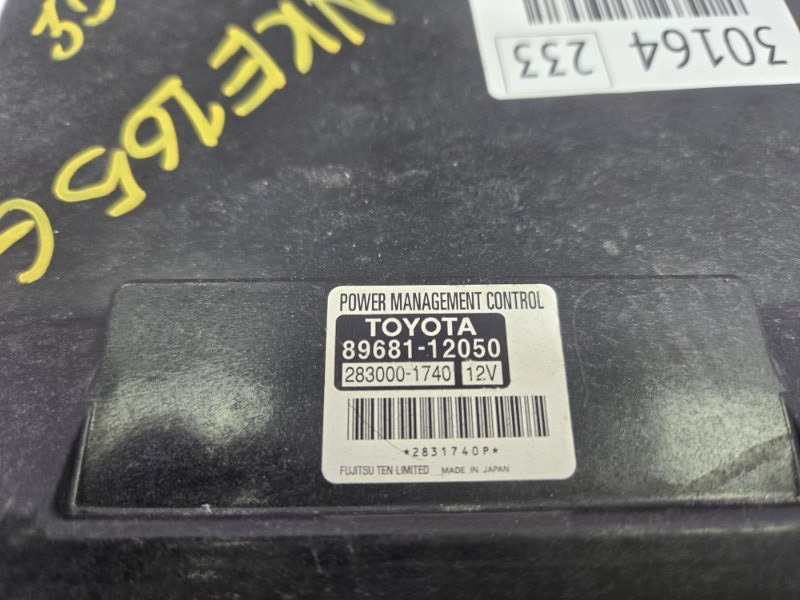 NKE165G
30164
233
POWER MANAGEMENT CONTROL
TOYOTA
89681-12050
283000-1740 12V
*2831740P*
FUJITSU TEN LIMITED MADE IN JAPAN